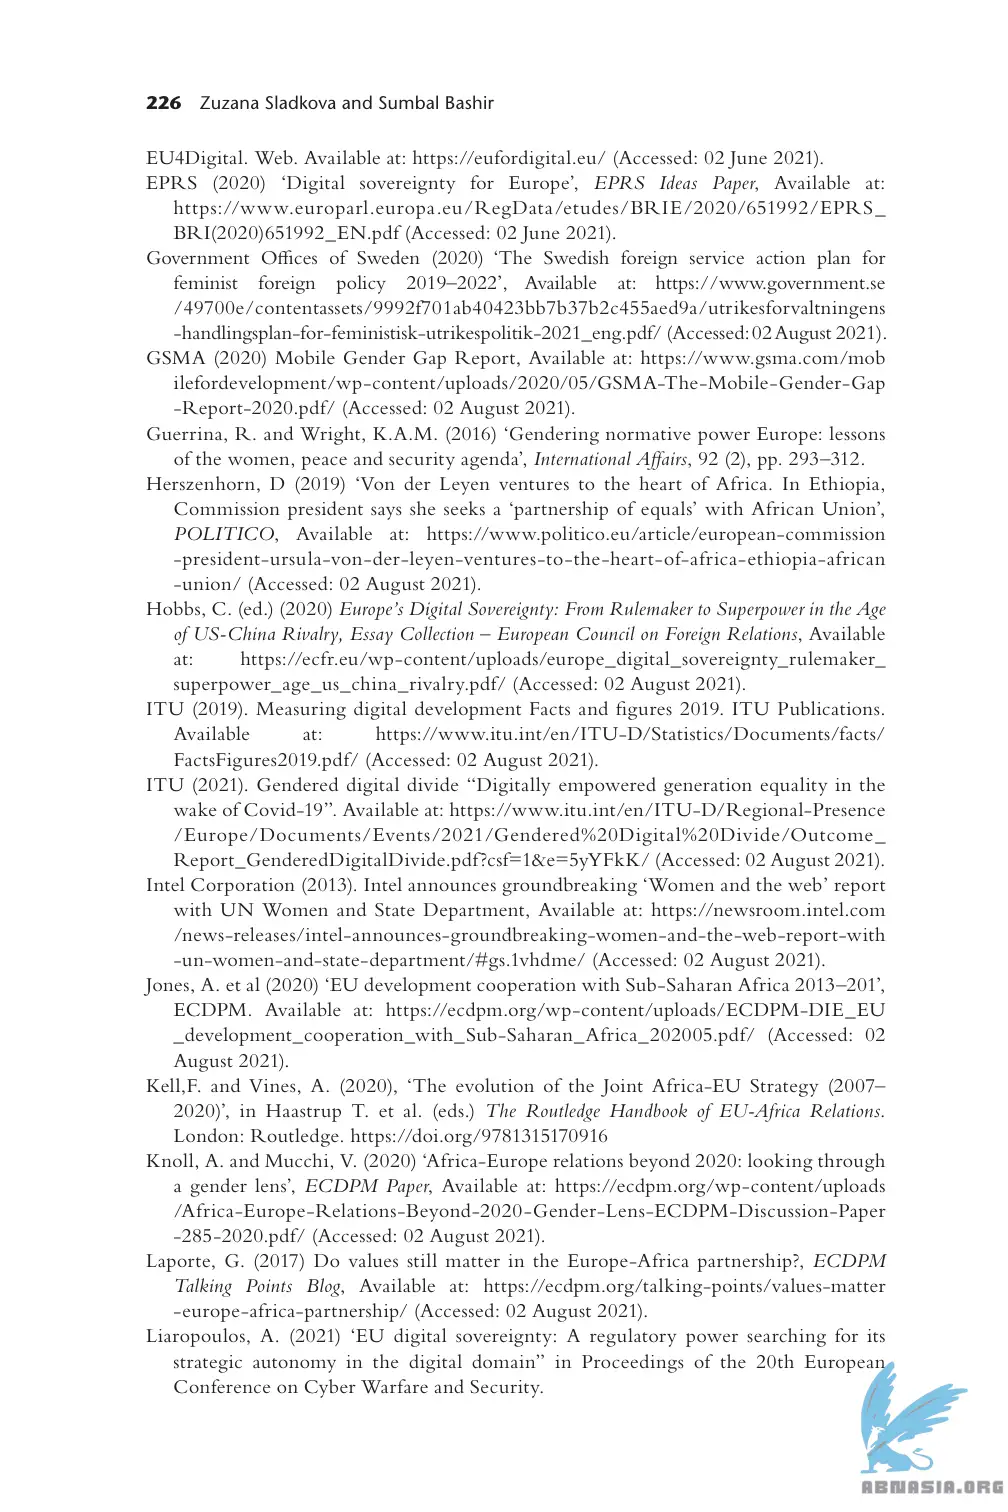 226 Zuzana Sladkova and Sumbal Bashir
EU4Digital. Web. Available at: https://eufordigital.eu/ (Accessed: 02 June 2021).
EPRS (2020) ‘Digital sovereignty for Europe’, EPRS Ideas Paper, Available at:
https://www.europarl.europa.eu/RegData/etudes/BRIE/2020/651992/EPRS_
BRI(2020)651992_EN.pdf (Accessed: 02 June 2021).
Government Offices of Sweden (2020) ‘The Swedish foreign service action plan for
feminist foreign policy 2019–2022’, Available at: https://www.government.se
/49700e/contentassets/9992f701ab40423bb7b37b2c455aed9a/utrikesforvaltningens
-handlingsplan-for-feministisk-utrikespolitik-2021_eng.pdf/ (Accessed: 02 August 2021).
GSMA (2020) Mobile Gender Gap Report, Available at: https://www.gsma.com/mob
ilefordevelopment/wp-content/uploads/2020/05/GSMA-The-Mobile-Gender-Gap
-Report-2020.pdf/ (Accessed: 02 August 2021).
Guerrina, R. and Wright, K.A.M. (2016) ‘Gendering normative power Europe: lessons
of the women, peace and security agenda’, International Affairs, 92 (2), pp. 293–312.
Herszenhorn, D (2019) ‘Von der Leyen ventures to the heart of Africa. In Ethiopia,
Commission president says she seeks a ‘partnership of equals’ with African Union’,
POLITICO, Available at: https://www.politico.eu/article/european-commission
-president-ursula-von-der-leyen-ventures-to-the-heart-of-africa-ethiopia-african
-union/ (Accessed: 02 August 2021).
Hobbs, C. (ed.) (2020) Europe’s Digital Sovereignty: From Rulemaker to Superpower in the Age
of US-China Rivalry, Essay Collection – European Council on Foreign Relations, Available
at: https://ecfr.eu/wp-content/uploads/europe_digital_sovereignty_rulemaker_
superpower_age_us_china_rivalry.pdf/ (Accessed: 02 August 2021).
ITU (2019). Measuring digital development Facts and figures 2019. ITU Publications.
Available at: https://www.itu.int/en/ITU-D/Statistics/Documents/facts/
FactsFigures2019.pdf/ (Accessed: 02 August 2021).
ITU (2021). Gendered digital divide “Digitally empowered generation equality in the
wake of Covid-19”. Available at: https://www.itu.int/en/ITU-D/Regional-Presence
/Europe/Documents/Events/2021/Gendered%20Digital%20Divide/Outcome_
Report_GenderedDigitalDivide.pdf?csf=1&e=5yYFkK/ (Accessed: 02 August 2021).
Intel Corporation (2013). Intel announces groundbreaking ‘Women and the web’ report
with UN Women and State Department, Available at: https://newsroom.intel.com
/news-releases/intel-announces-groundbreaking-women-and-the-web-report-with
-un-women-and-state-department/#gs.1vhdme/ (Accessed: 02 August 2021).
Jones, A. et al (2020) ‘EU development cooperation with Sub-Saharan Africa 2013–201’,
ECDPM. Available at: https://ecdpm.org/wp-content/uploads/ECDPM-DIE_EU
_development_cooperation_with_Sub-Saharan_Africa_202005.pdf/ (Accessed: 02
August 2021).
Kell,F. and Vines, A. (2020), ‘The evolution of the Joint Africa-EU Strategy (2007–
2020)’, in Haastrup T. et al. (eds.) The Routledge Handbook of EU-Africa Relations.
London: Routledge. https://doi.org/9781315170916
Knoll, A. and Mucchi, V. (2020) ‘Africa-Europe relations beyond 2020: looking through
a gender lens’, ECDPM Paper, Available at: https://ecdpm.org/wp-content/uploads
/Africa-Europe-Relations-Beyond-2020-Gender-Lens-ECDPM-Discussion-Paper
-285-2020.pdf/ (Accessed: 02 August 2021).
Laporte, G. (2017) Do values still matter in the Europe-Africa partnership?, ECDPM
Talking Points Blog, Available at: https://ecdpm.org/talking-points/values-matter
-europe-africa-partnership/ (Accessed: 02 August 2021).
Liaropoulos, A. (2021) ‘EU digital sovereignty: A regulatory power searching for its
strategic autonomy in the digital domain” in Proceedings of the 20th European
Conference on Cyber Warfare and Security.
ABNASIA.ORG